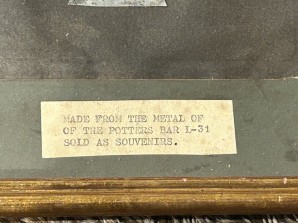 MADE FROM THE METAL OF
OF THE POTTERS BAR L-31
SOLD AS SOUVENIRS.